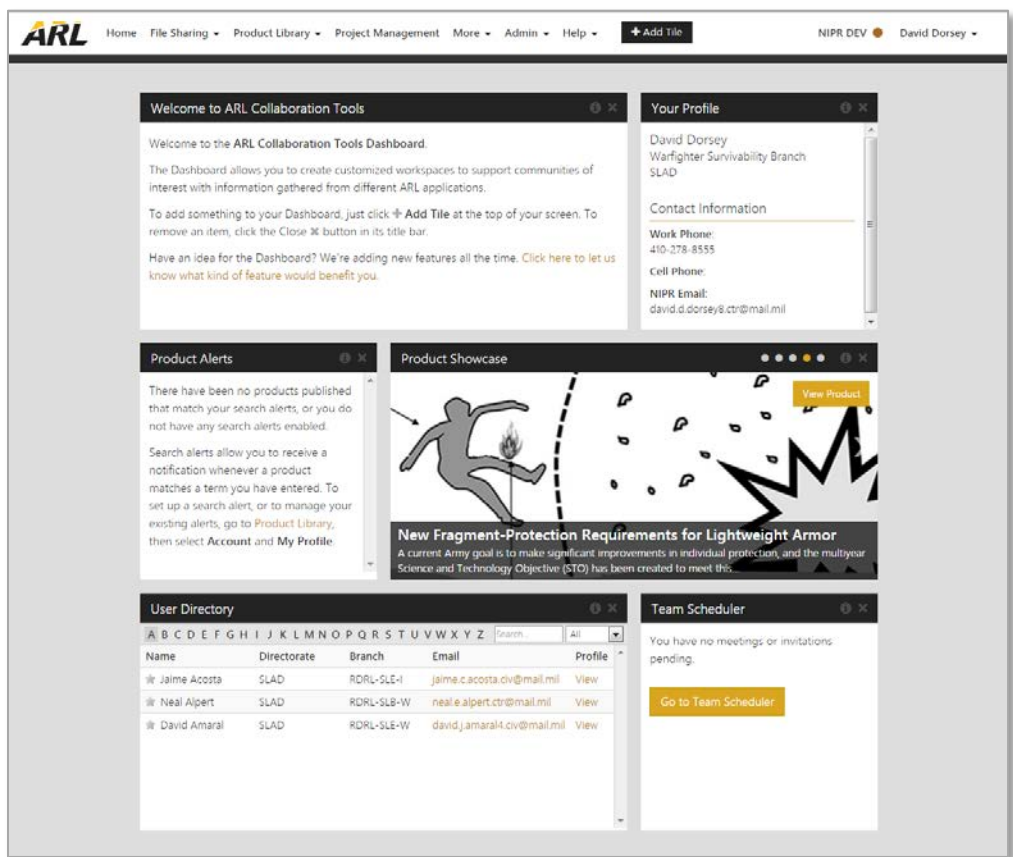 ARL Home File Sharing Product Library Project Management More Admin Help + Add Tile NIPR DEV David Dorsey
Welcome to ARL Collaboration Tools
Welcome to the ARL Collaboration Tools Dashboard.
The Dashboard allows you to create customized workspaces to support communities of
interest with information gathered from different ARL applications.
To add something to your Dashboard, just click + Add Tile at the top of your screen. To
remove an item, click the Close ✖ button in its title bar.
Have an idea for the Dashboard? We're adding new features all the time. Click here to let us
know what kind of feature would benefit you.
Your Profile
David Dorsey
Warfighter Survivability Branch
SLAD
Contact Information
Work Phone:
410-278-8555
Cell Phone:
NIPR Email:
david.d.dorsey8.ctr@mail.mil
Product Alerts
There have been no products published
that match your search alerts, or you do
not have any search alerts enabled.
Search alerts allow you to receive a
notification whenever a product
matches a term you have entered. To
set up a search alert, or to manage your
existing alerts, go to Product Library,
then select Account and My Profile
Product Showcase
View Product
New Fragment-Protection Requirements for Lightweight Armor
A current Army goal is to make significant improvements in individual protection, and the multiyear
Science and Technology Objective (STO) has been created to meet this...
User Directory
A B C D E F G H I J K L M N O P Q R S T U V W X Y Z Search... All
Name Directorate Branch Email Profile
Jaime Acosta SLAD RDRL-SLE-I jaime.c.acosta.civ@mail.mil View
Neal Alpert SLAD RDRL-SLB-W neal.e.alpert.ctr@mail.mil View
David Amaral SLAD RDRL-SLE-W david.j.amaral4.civ@mail.mil View
Team Scheduler
You have no meetings or invitations
pending.
Go to Team Scheduler